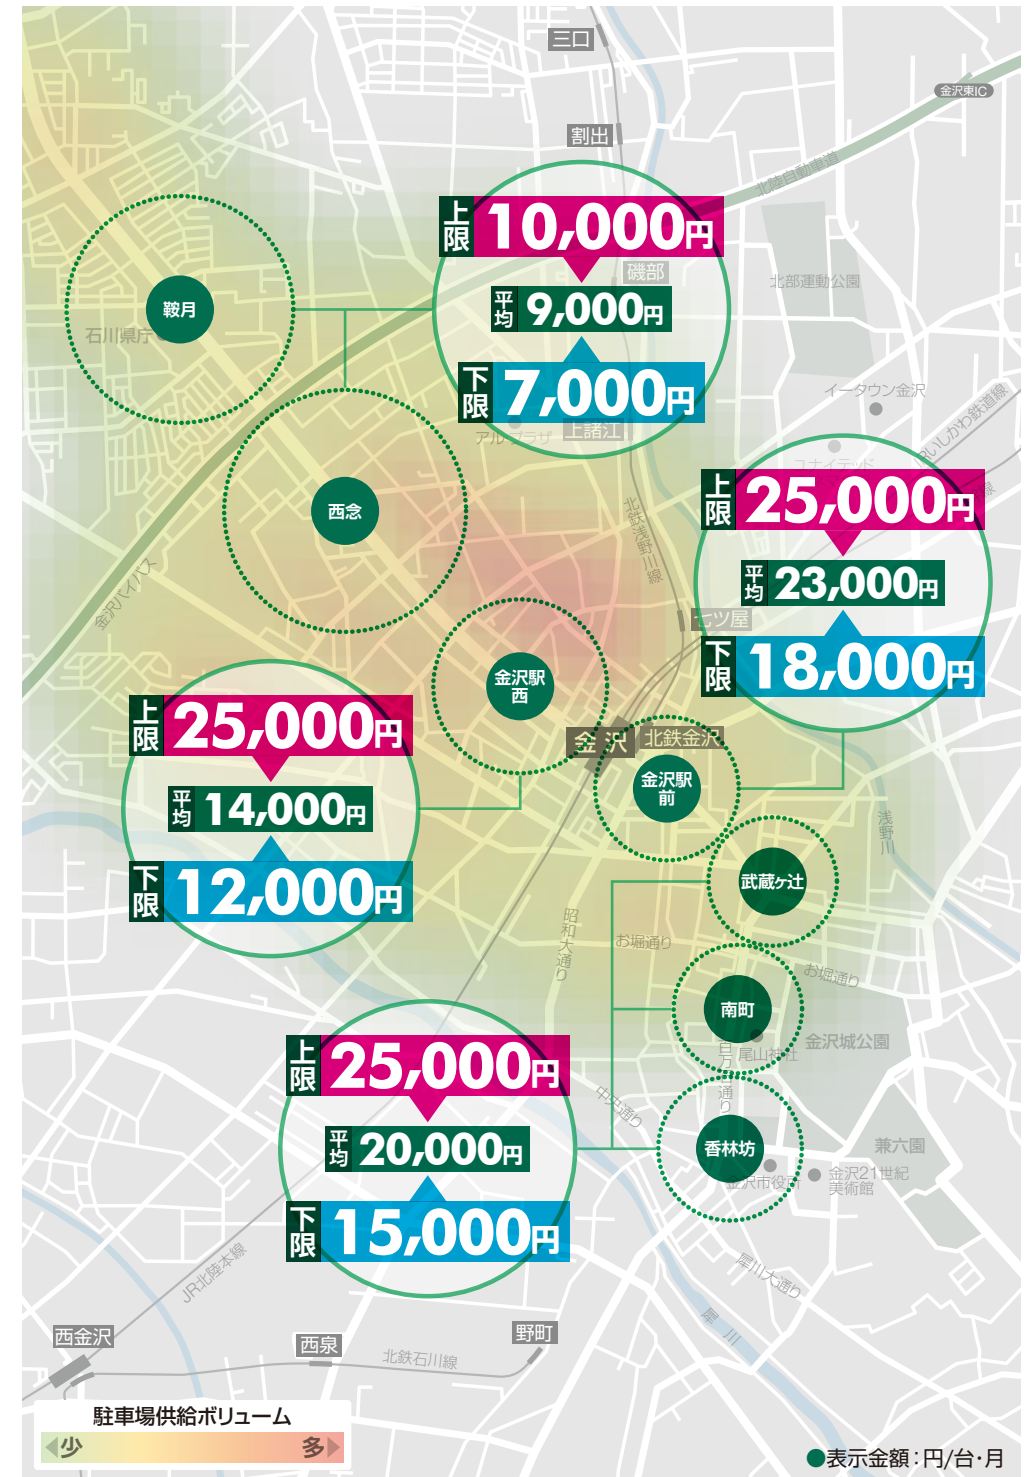 三口
金沢東IC
割出
北陸自動車道
上限
10,000円
磯部
平均
9,000円
下限
7,000円
北部運動公園
鞍月
石川県庁
イータウン金沢
アル・プラザ
上諸江
ユナイテッド
上限
25,000円
平均
23,000円
下限
18,000円
西念
北鉄浅野川線
金沢バイパス
七ツ屋
金沢駅
西
上限
25,000円
平均
14,000円
下限
12,000円
金沢
北鉄金沢
金沢駅
前
浅野川
武蔵ヶ辻
昭和大通り
お堀通り
お堀通り
南町
尾山神社
金沢城公園
上限
25,000円
平均
20,000円
下限
15,000円
中央通り
香林坊
兼六園
金沢市役所
金沢21世紀
美術館
JR北陸本線
犀川大通り
犀川
西金沢
西泉
野町
北鉄石川線
駐車場供給ボリューム
少
多
●表示金額：円/台・月